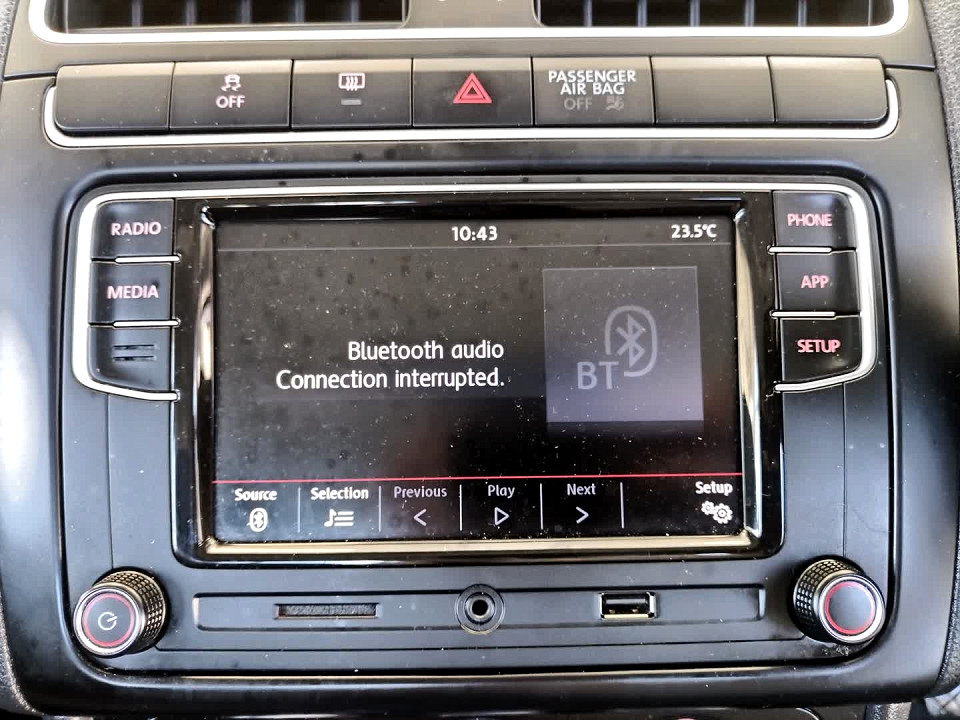 OFF
PASSENGER
AIR BAG
OFF
RADIO
MEDIA
10:43
23.5°C
PHONE
APP
SETUP
Bluetooth audio
Connection interrupted.
BT
Source
Selection
Previous
Play
Next
Setup